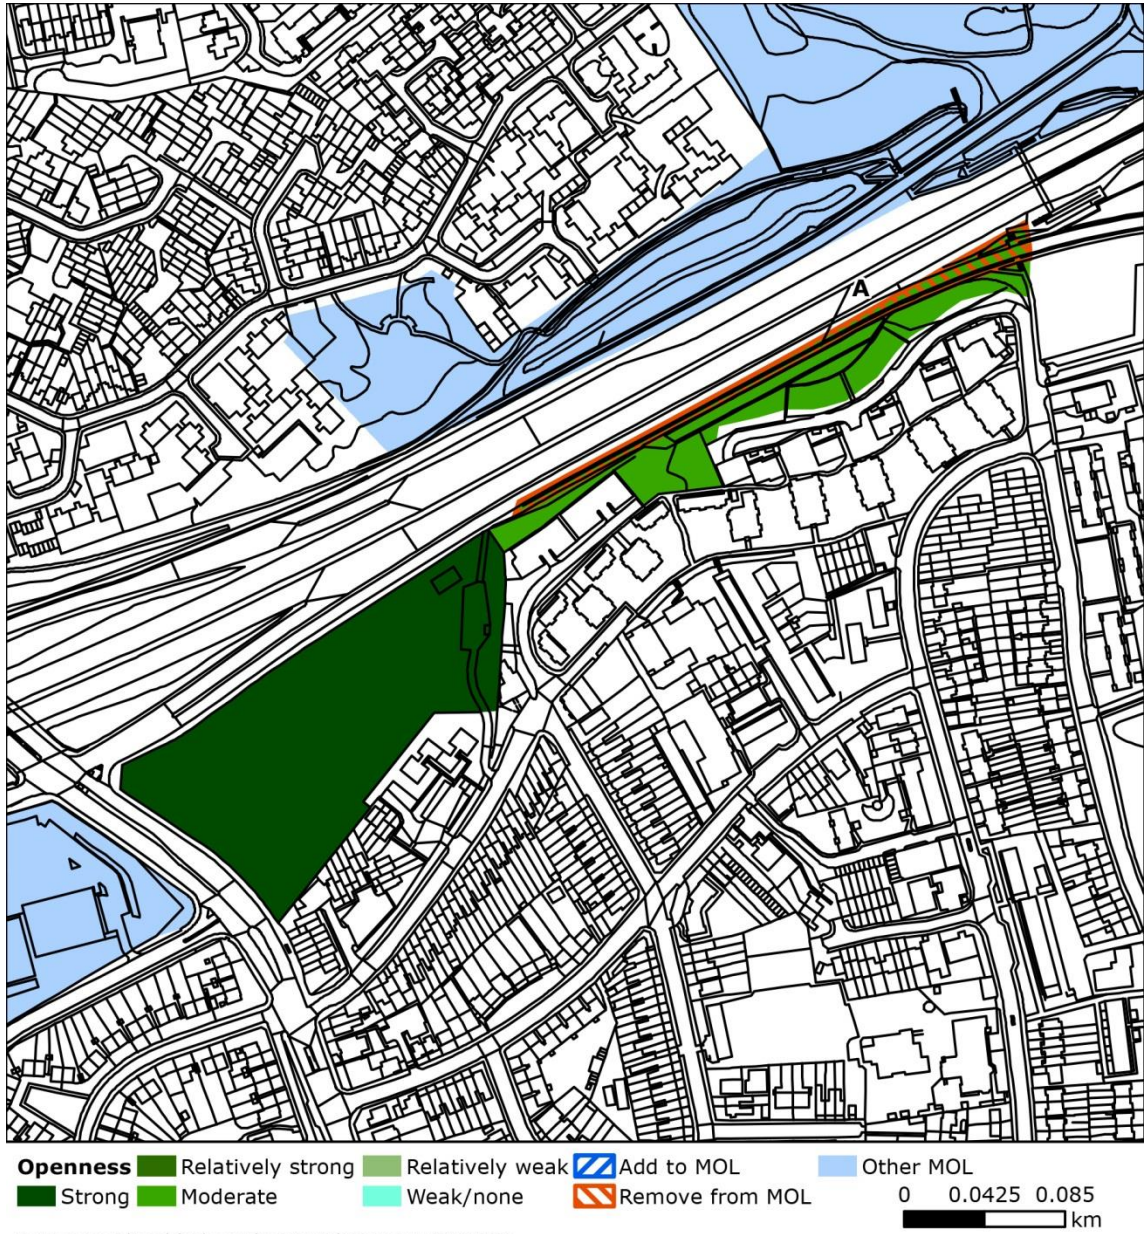 A
Openness Relatively strong Relatively weak Add to MOL Other MOL
Strong Moderate Weak/none Remove from MOL
0 0.0425 0.085
km